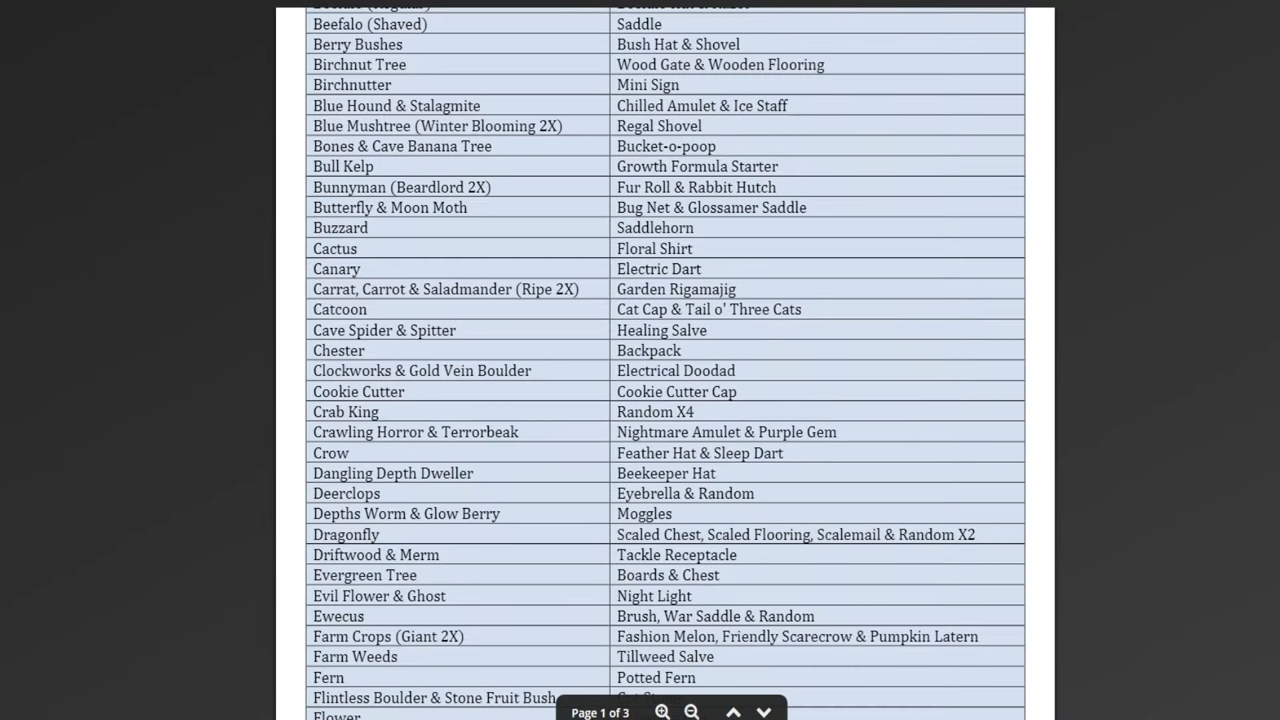 Beefalo (Shaved) Saddle
Berry Bushes Bush Hat & Shovel
Birchnut Tree Wood Gate & Wooden Flooring
Birchnutter Mini Sign
Blue Hound & Stalagmite Chilled Amulet & Ice Staff
Blue Mushtree (Winter Blooming 2X) Regal Shovel
Bones & Cave Banana Tree Bucket-o-poop
Bull Kelp Growth Formula Starter
Bunnyman (Beardlord 2X) Fur Roll & Rabbit Hutch
Butterfly & Moon Moth Bug Net & Glossamer Saddle
Buzzard Saddlehorn
Cactus Floral Shirt
Canary Electric Dart
Carrat, Carrot & Saladmander (Ripe 2X) Garden Rigamajig
Catcoon Cat Cap & Tail o' Three Cats
Cave Spider & Spitter Healing Salve
Chester Backpack
Clockworks & Gold Vein Boulder Electrical Doodad
Cookie Cutter Cookie Cutter Cap
Crab King Random X4
Crawling Horror & Terrorbeak Nightmare Amulet & Purple Gem
Crow Feather Hat & Sleep Dart
Dangling Depth Dweller Beekeeper Hat
Deerclops Eyebrella & Random
Depths Worm & Glow Berry Moggles
Dragonfly Scaled Chest, Scaled Flooring, Scalemail & Random X2
Driftwood & Merm Tackle Receptacle
Evergreen Tree Boards & Chest
Evil Flower & Ghost Night Light
Ewecus Brush, War Saddle & Random
Farm Crops (Giant 2X) Fashion Melon, Friendly Scarecrow & Pumpkin Latern
Farm Weeds Tillweed Salve
Fern Potted Fern
Flintless Boulder & Stone Fruit Bush
Flower
Page 1 of 3